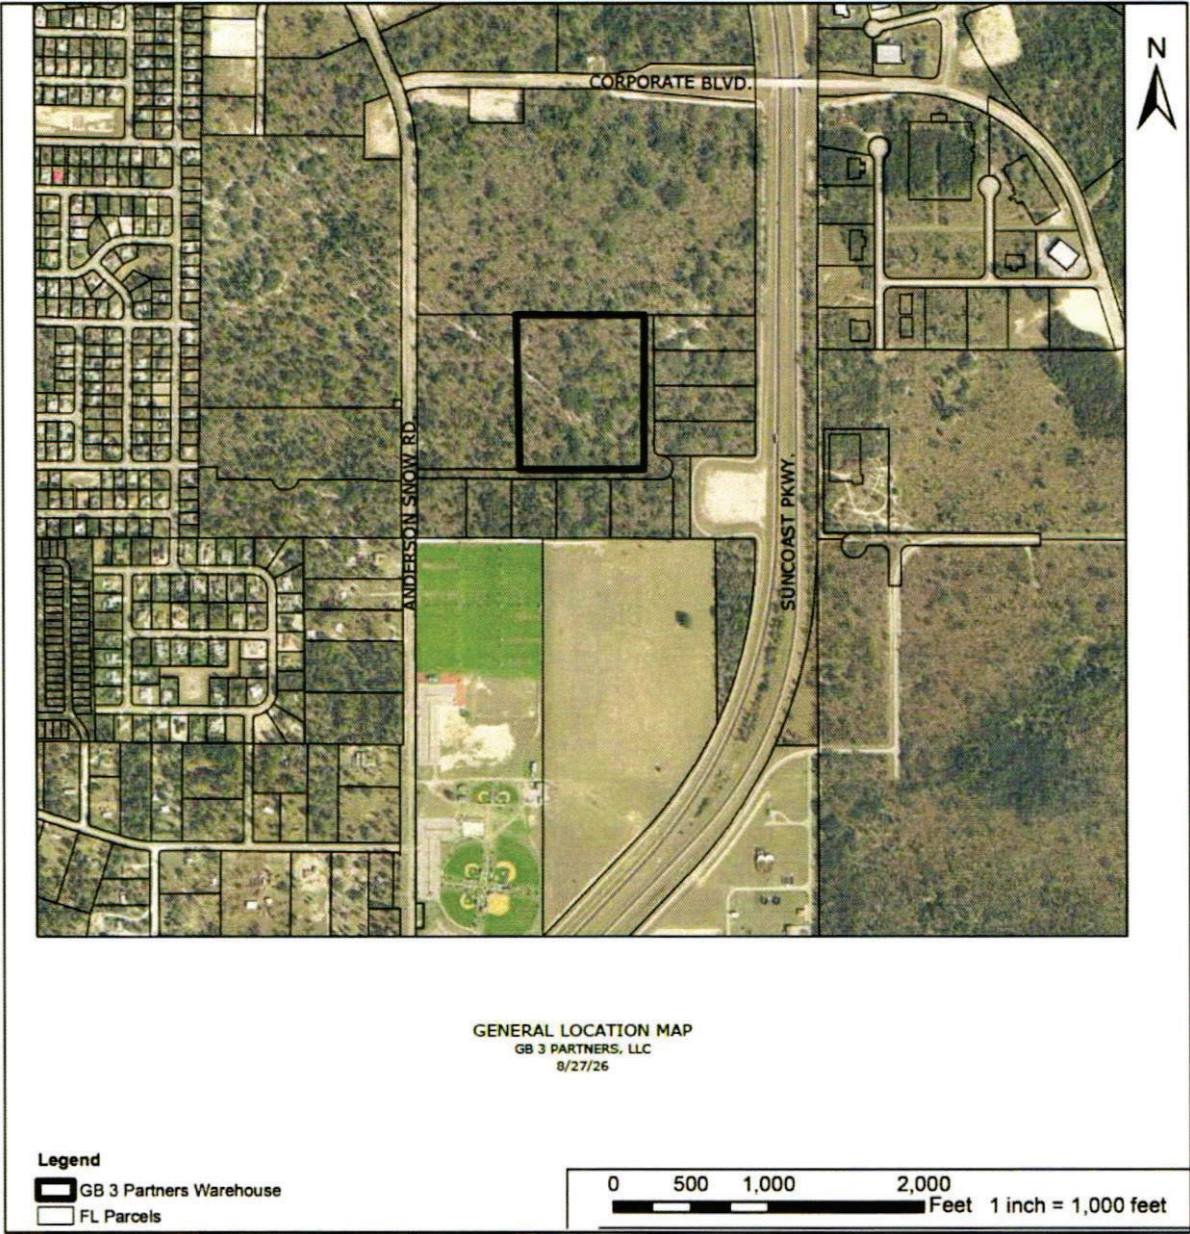 N
CORPORATE BLVD.
ANDERSON SNOW RD.
SUNCOAST PKWY.
GENERAL LOCATION MAP
GB 3 PARTNERS, LLC
8/27/26
Legend
GB 3 Partners Warehouse
FL Parcels
0 500 1,000 2,000
Feet 1 inch = 1,000 feet